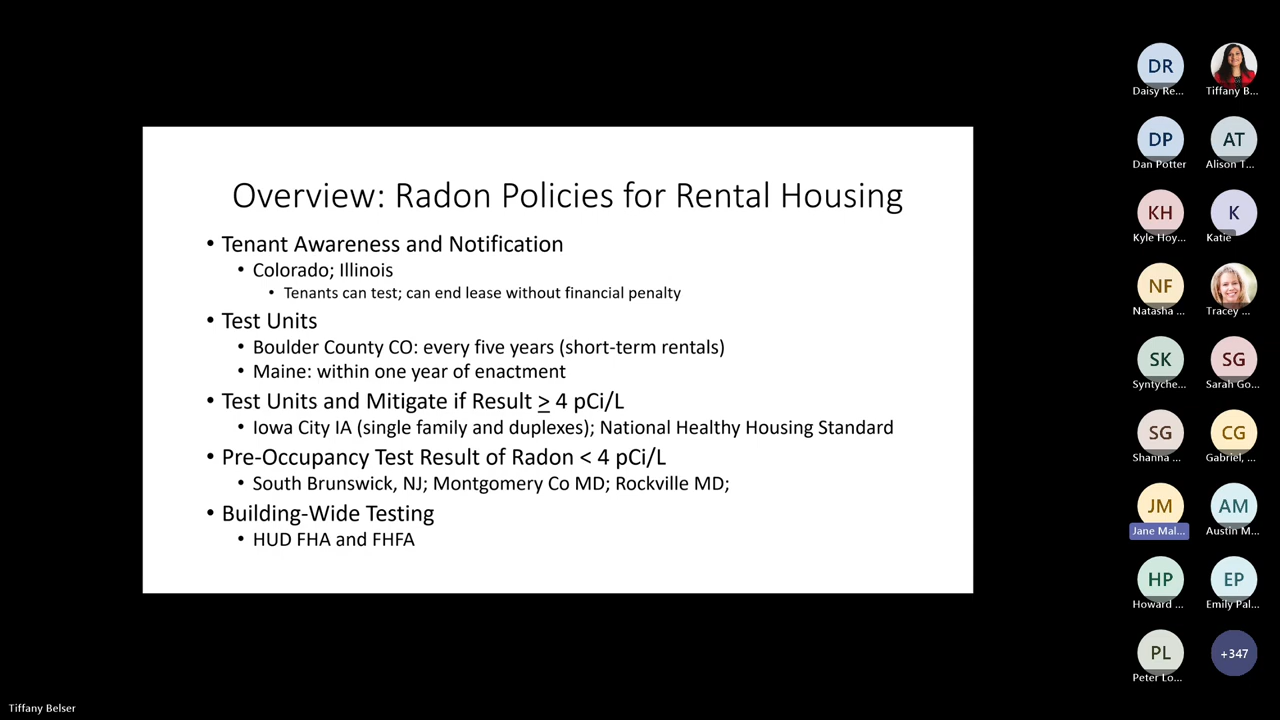 Overview: Radon Policies for Rental Housing
• Tenant Awareness and Notification
• Colorado; Illinois
• Tenants can test; can end lease without financial penalty
• Test Units
• Boulder County CO: every five years (short-term rentals)
• Maine: within one year of enactment
• Test Units and Mitigate if Result > 4 pCi/L
• Iowa City IA (single family and duplexes); National Healthy Housing Standard
• Pre-Occupancy Test Result of Radon < 4 pCi/L
• South Brunswick, NJ; Montgomery Co MD; Rockville MD;
• Building-Wide Testing
• HUD FHA and FHFA
DR
Daisy Re...
Tiffany B...
DP
Dan Potter
AT
Alison T...
KH
Kyle Hoy...
K
Katie
NF
Natasha ...
Tracey ...
SK
Syntyche...
SG
Sarah Go...
SG
Shanna ...
CG
Gabriel, ...
JM
Jane Mal...
AM
Austin M...
HP
Howard ...
EP
Emily Pal...
PL
Peter Lo...
+347
Tiffany Belser